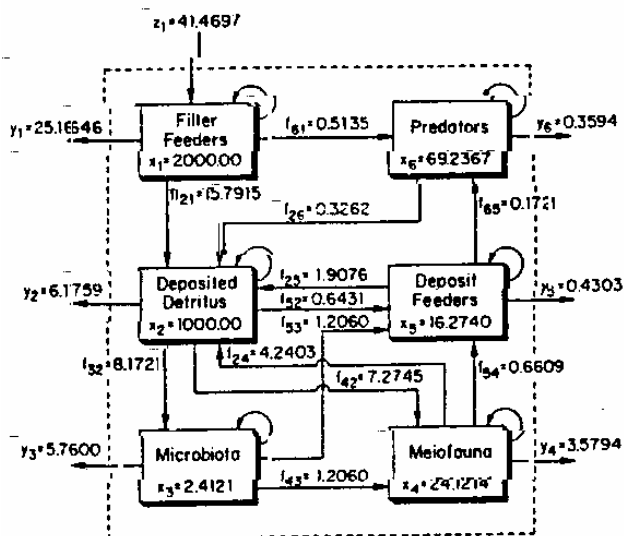 z₁=41.4697
Filter
Feeders
x₁=2000.00
y₁=25.1646
f₆₁=0.5135
Predators
x₆=69.2367
y₆=0.3594
f₂₁=15.7915
f₂₆=0.3262
f₆₅=0.1721
Deposited
Detritus
x₂=1000.00
y₂=6.1759
f₂₅=1.9076
f₅₂=0.6431
f₅₃=1.2060
Deposit
Feeders
x₅=16.2740
y₅=0.4303
f₃₂=8.1721
f₂₄=4.2403
f₄₂=7.2745
f₅₄=0.6609
Microbiota
x₃=2.4121
y₃=5.7600
f₄₃=1.2060
Meiofauna
x₄=24.1214
y₄=3.5794